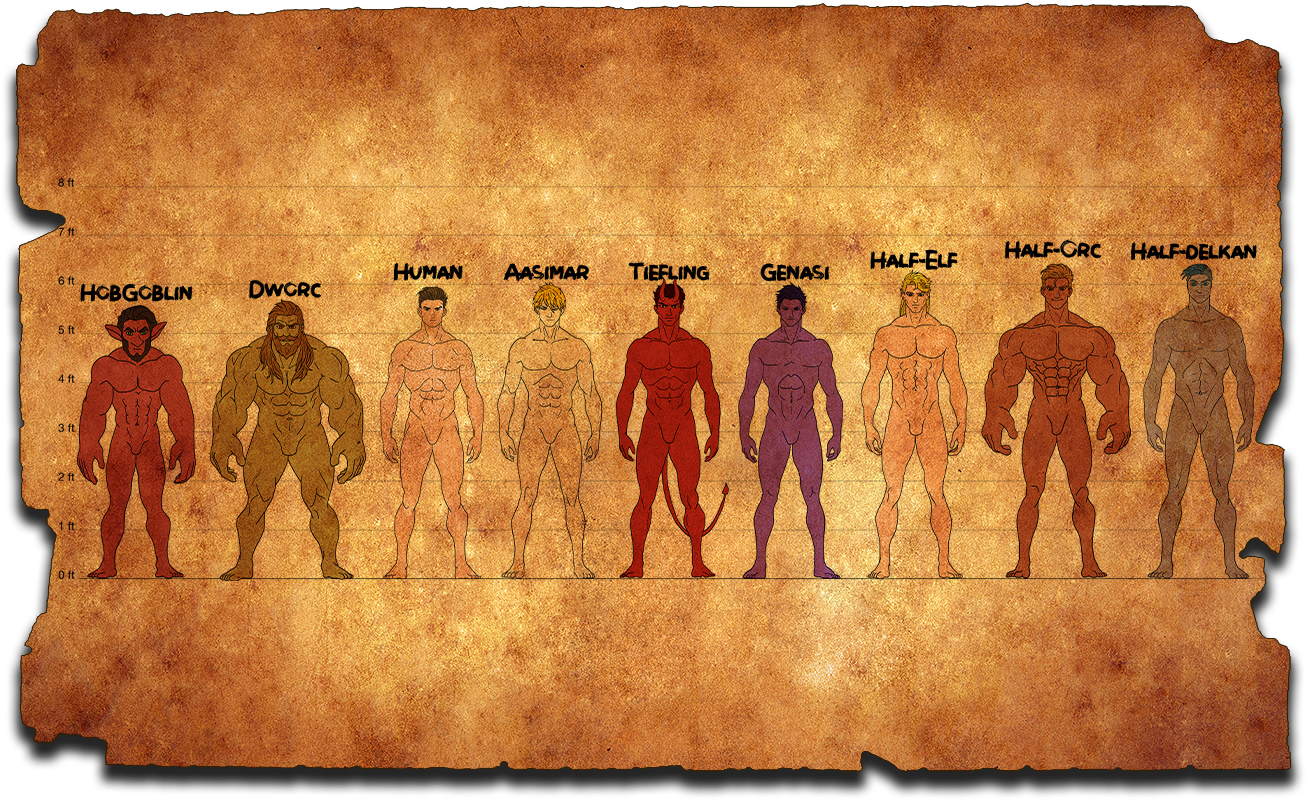 8 ft
7 ft
6 ft
5 ft
4 ft
3 ft
2 ft
1 ft
0 ft
HobGoblin
Dworc
Human
Aasimar
Tiefling
Genasi
Half-Elf
Half-Orc
Half-delkan